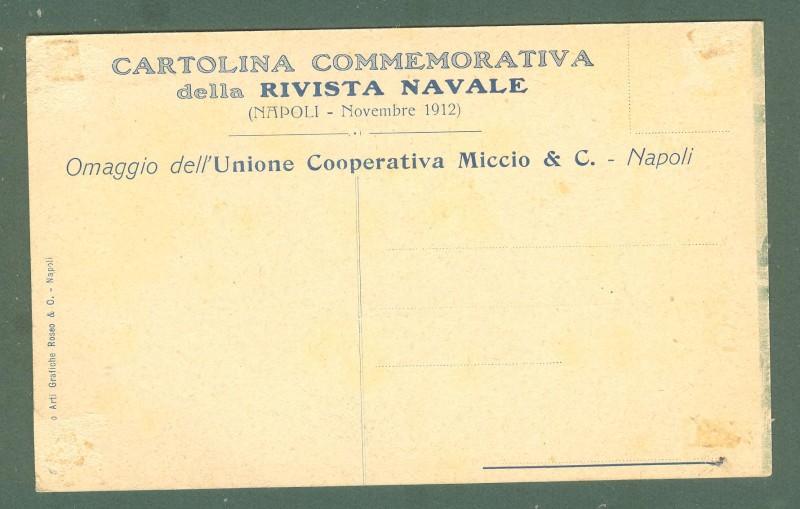 CARTOLINA COMMEMORATIVA
della RIVISTA NAVALE
(NAPOLI - Novembre 1912)
Omaggio dell'Unione Cooperativa Miccio & C. - Napoli
Arti Grafiche Rosso & C. - Napoli